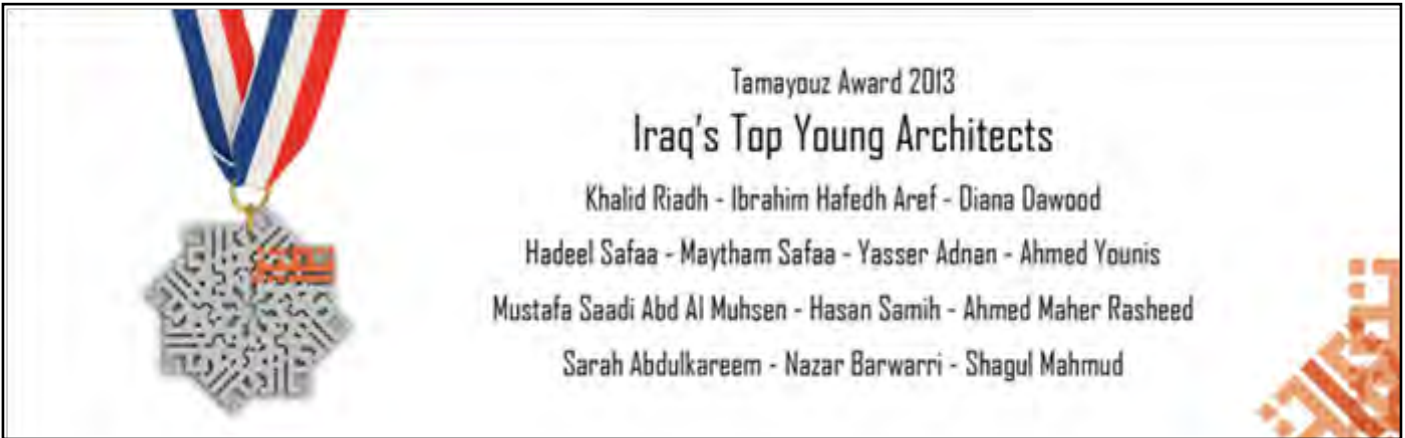 Tamayouz Award 2013
Iraq's Top Young Architects
Khalid Riadh - Ibrahim Hafedh Aref - Diana Dawood
Hadeel Safaa - Maytham Safaa - Yasser Adnan - Ahmed Younis
Mustafa Saadi Abd Al Muhsen - Hasan Samih - Ahmed Maher Rasheed
Sarah Abdulkareem - Nazar Barwarri - Shagul Mahmud